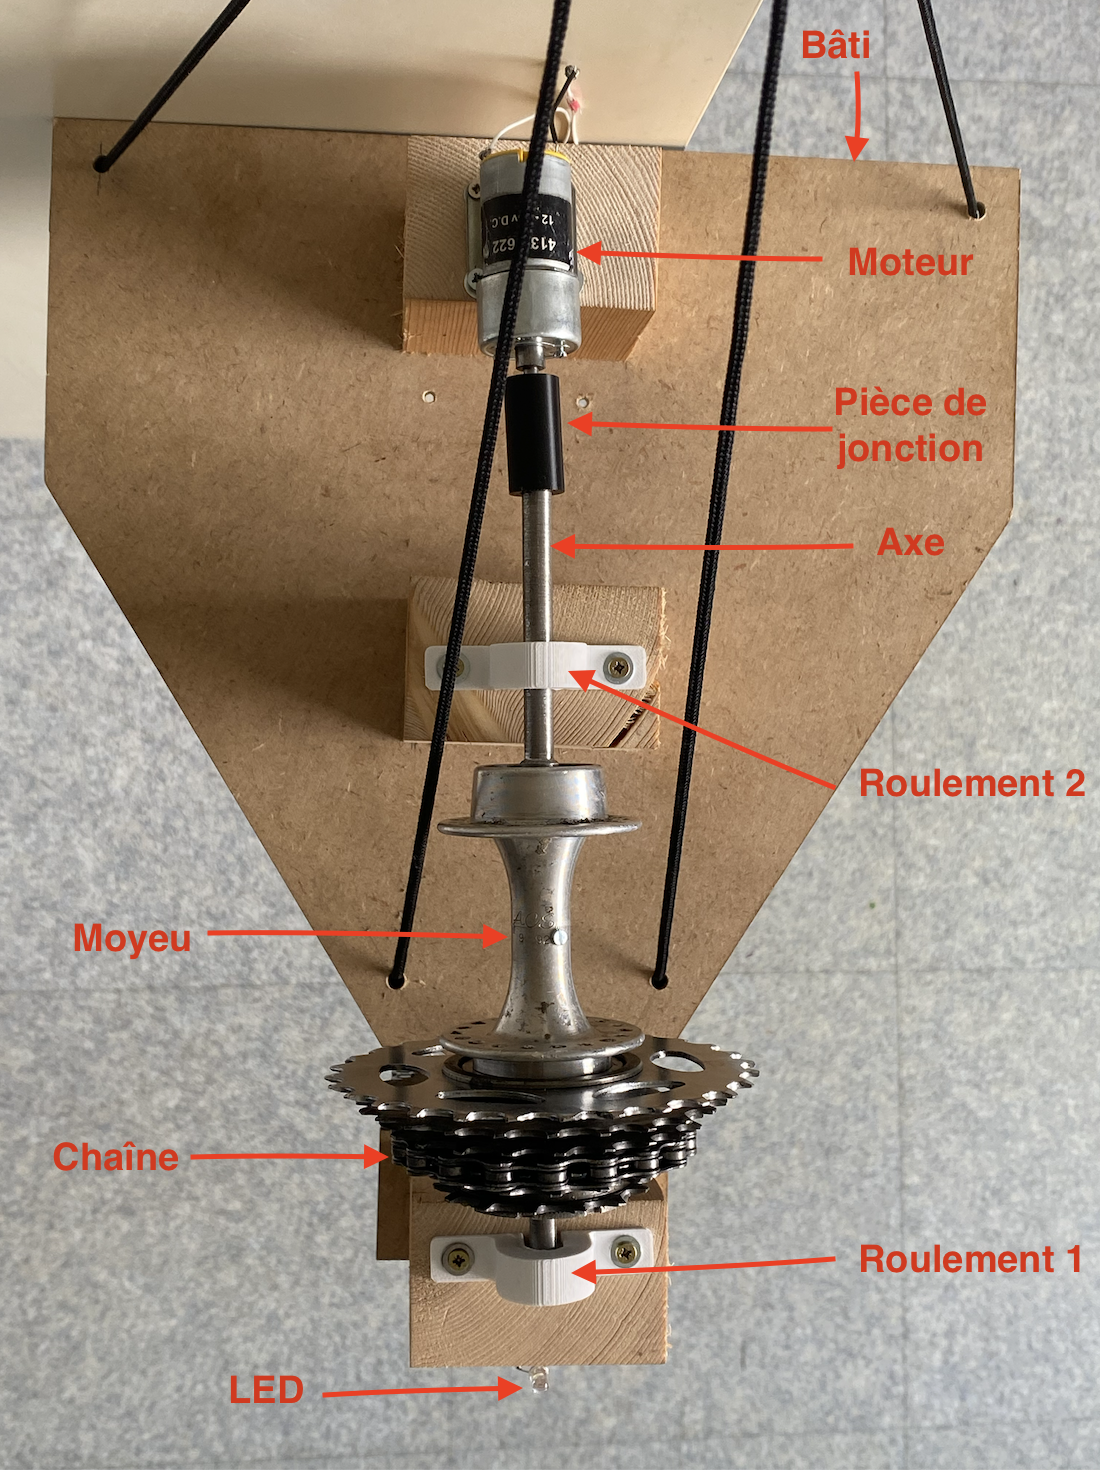 Bâti
Moteur
Pièce de
jonction
Axe
Roulement 2
Moyeu
Chaîne
Roulement 1
LED